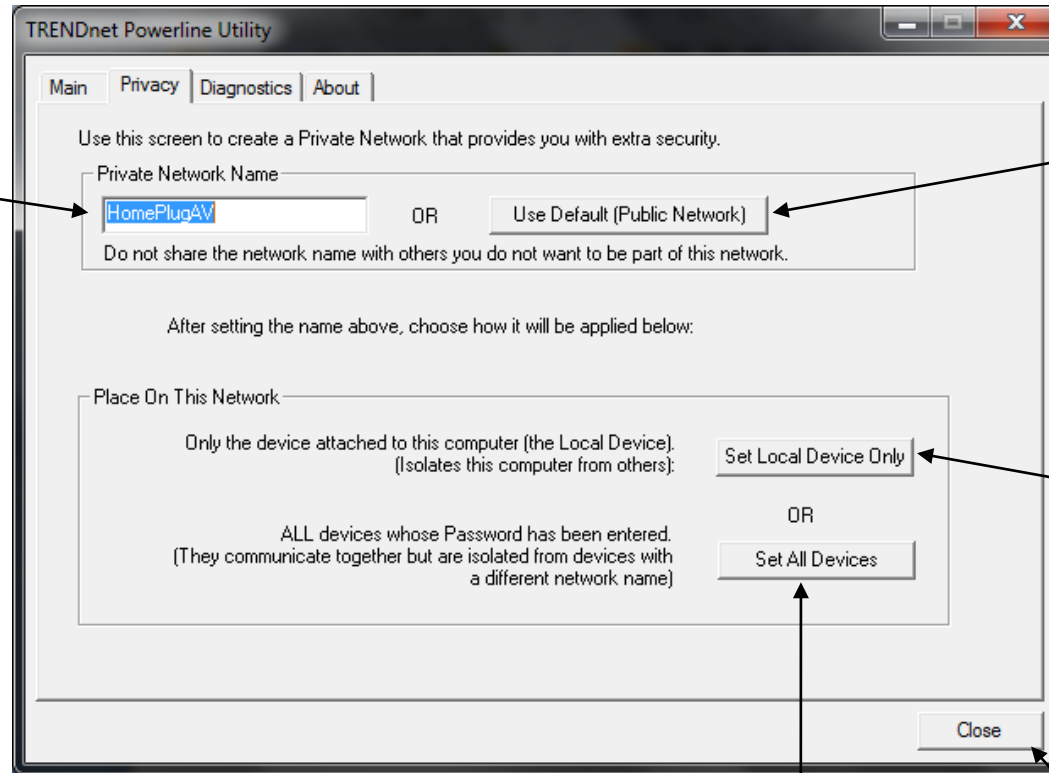 TRENDnet Powerline Utility
Main Privacy Diagnostics About
Use this screen to create a Private Network that provides you with extra security.
Private Network Name
HomePlugAV OR Use Default (Public Network)
Do not share the network name with others you do not want to be part of this network.
After setting the name above, choose how it will be applied below:
Place On This Network
Only the device attached to this computer (the Local Device).
(Isolates this computer from others):
Set Local Device Only
OR
ALL devices whose Password has been entered.
(They communicate together but are isolated from devices with
a different network name)
Set All Devices
Close